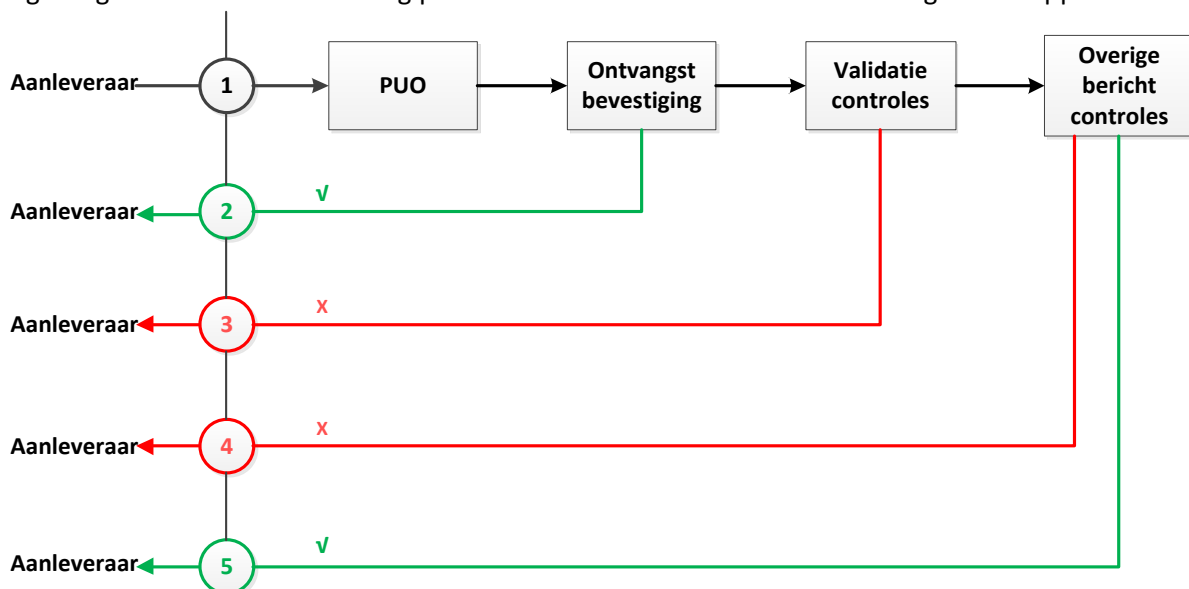 Aanleveraar
1
PUO
Ontvangst
bevestiging
Validatie
controles
Overige
bericht
controles
Aanleveraar
2
√
Aanleveraar
3
X
Aanleveraar
4
X
Aanleveraar
5
√